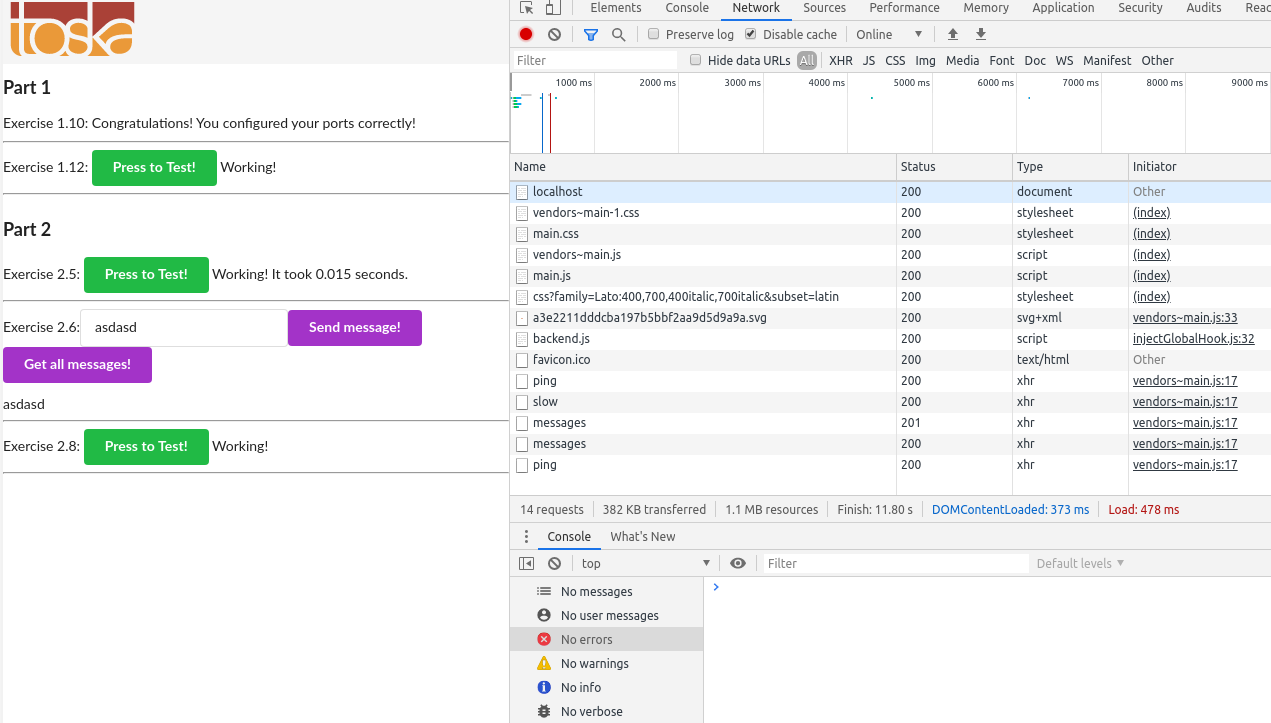 toska
Part 1
Exercise 1.10: Congratulations! You configured your ports correctly!
Exercise 1.12: Press to Test! Working!
Part 2
Exercise 2.5: Press to Test! Working! It took 0.015 seconds.
Exercise 2.6: asdasd Send message!
Get all messages!
asdasd
Exercise 2.8: Press to Test! Working!
Elements Console Network Sources Performance Memory Application Security Audits Reac
Preserve log Disable cache Online
Filter Hide data URLs All XHR JS CSS Img Media Font Doc WS Manifest Other
1000 ms 2000 ms 3000 ms 4000 ms 5000 ms 6000 ms 7000 ms 8000 ms 9000 ms
Name Status Type Initiator
localhost 200 document Other
vendors~main-1.css 200 stylesheet (index)
main.css 200 stylesheet (index)
vendors~main.js 200 script (index)
main.js 200 script (index)
css?family=Lato:400,700,400italic,700italic&subset=latin 200 stylesheet (index)
a3e2211dddcba197b5bbf2aa9d5d9a9a.svg 200 svg+xml vendors~main.js:33
backend.js 200 script injectGlobalHook.js:32
favicon.ico 200 text/html Other
ping 200 xhr vendors~main.js:17
slow 200 xhr vendors~main.js:17
messages 201 xhr vendors~main.js:17
messages 200 xhr vendors~main.js:17
ping 200 xhr vendors~main.js:17
14 requests 382 KB transferred 1.1 MB resources Finish: 11.80 s DOMContentLoaded: 373 ms Load: 478 ms
Console What's New
top Filter Default levels
No messages
No user messages
No errors
No warnings
No info
No verbose